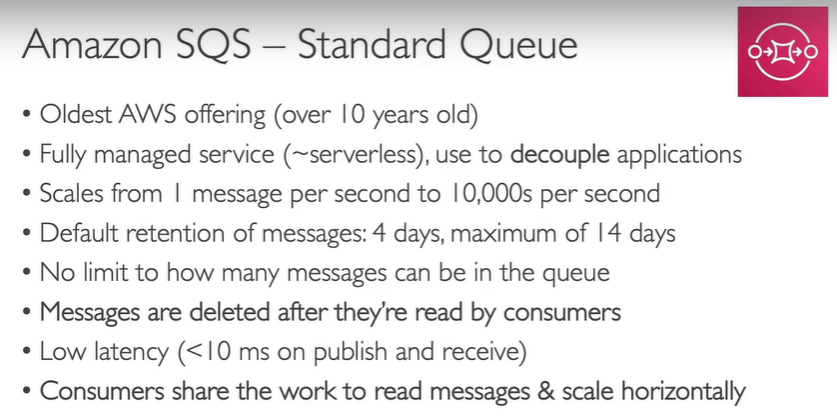 Amazon SQS – Standard Queue
• Oldest AWS offering (over 10 years old)
• Fully managed service (~serverless), use to decouple applications
• Scales from 1 message per second to 10,000s per second
• Default retention of messages: 4 days, maximum of 14 days
• No limit to how many messages can be in the queue
• Messages are deleted after they're read by consumers
• Low latency (<10 ms on publish and receive)
• Consumers share the work to read messages & scale horizontally